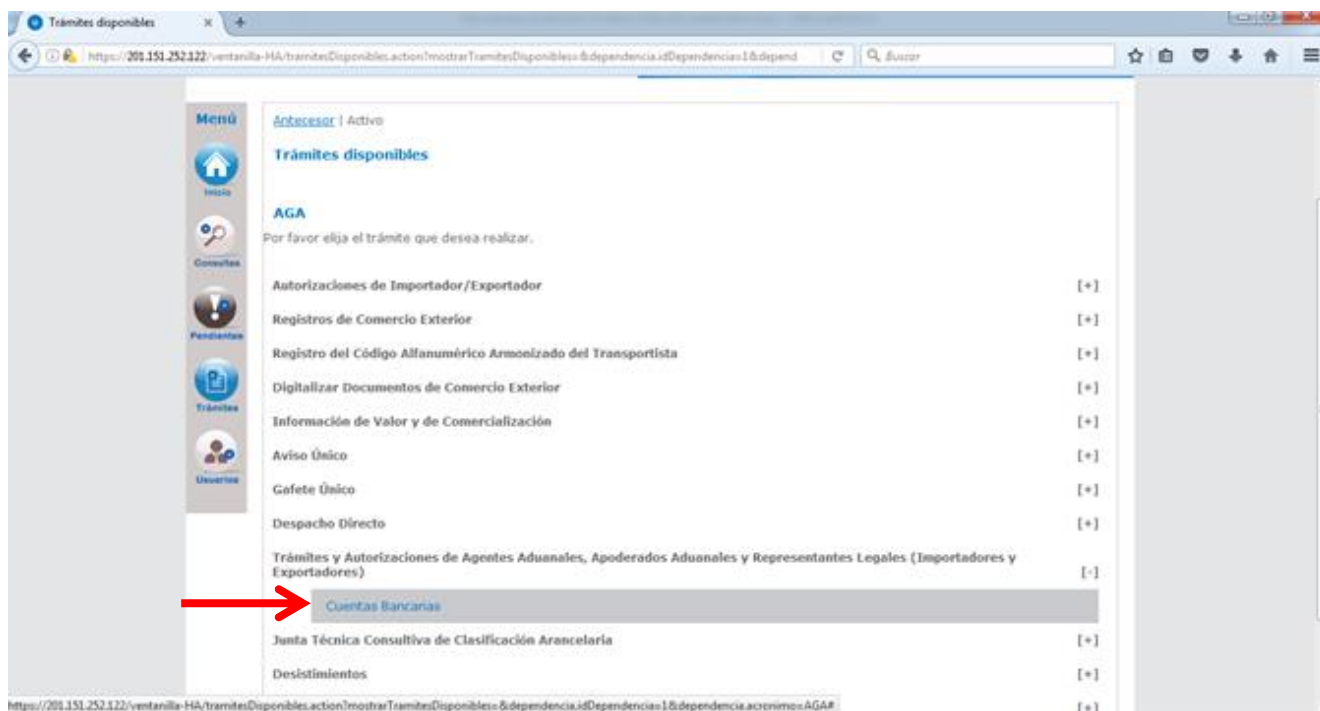 Trámites disponibles
https://201.151.252.122/ventanilla-HA/tramitesDisponibles.action?mostrarTramitesDisponibles=&dependencia.idDependencia=1&depend
Buscar
Menú
Inicio
Consultas
Pendientes
Trámites
Usuarios
Antecesor | Activo
Trámites disponibles
AGA
Por favor elija el trámite que desea realizar.
Autorizaciones de Importador/Exportador [+]
Registros de Comercio Exterior [+]
Registro del Código Alfanumérico Armonizado del Transportista [+]
Digitalizar Documentos de Comercio Exterior [+]
Información de Valor y de Comercialización [+]
Aviso Único [+]
Gafete Único [+]
Despacho Directo [+]
Trámites y Autorizaciones de Agentes Aduanales, Apoderados Aduanales y Representantes Legales (Importadores y
Exportadores) [-]
Cuentas Bancarias
Junta Técnica Consultiva de Clasificación Arancelaria [+]
Desistimientos [+]
[+]
https://201.151.252.122/ventanilla-HA/tramitesDisponibles.action?mostrarTramitesDisponibles=&dependencia.idDependencia=1&dependencia.acronimo=AGA#